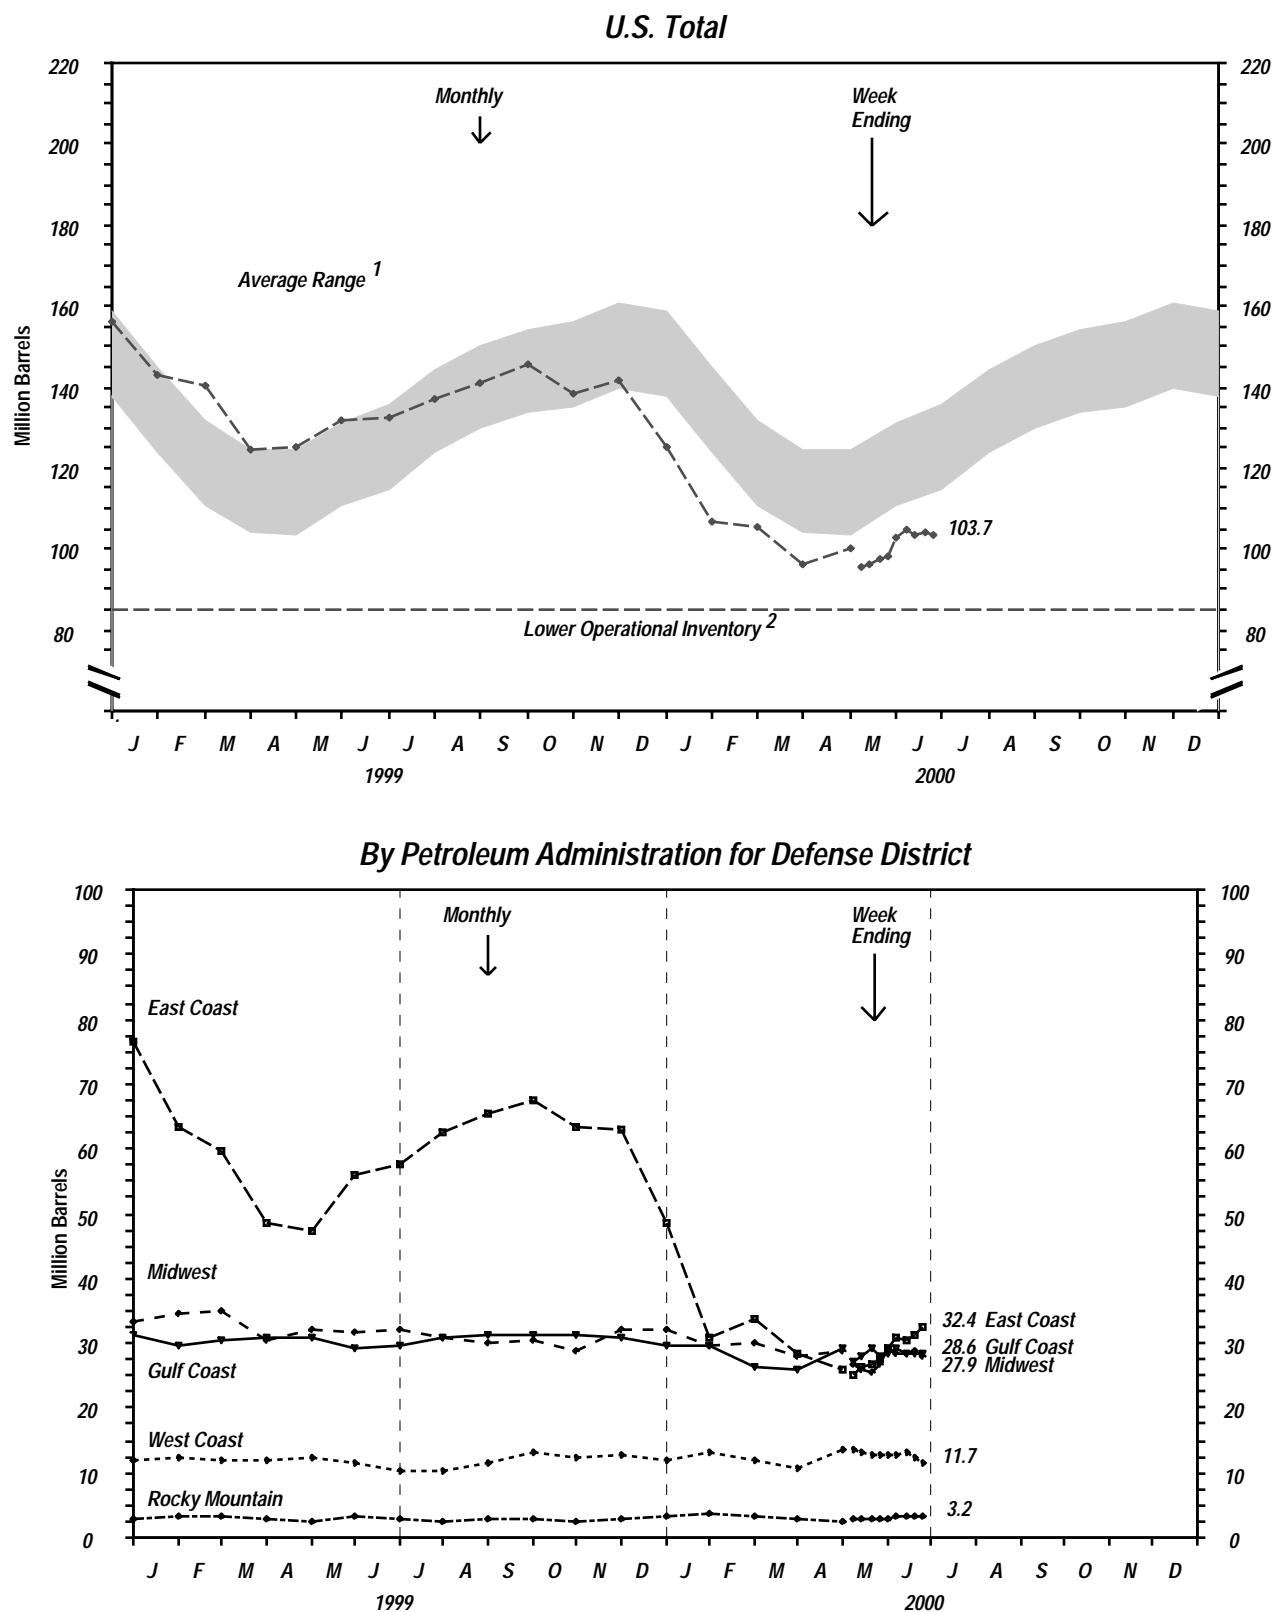 U.S. Total
220 220
Monthly Week
Ending
200 200
180 180
Average Range 1
160 160
Million Barrels
140 140
120 120
103.7
100 100
Lower Operational Inventory 2
80 80
J F M A M J J A S O N D J F M A M J J A S O N D
1999 2000
By Petroleum Administration for Defense District
100 100
Monthly Week
Ending
90 90
East Coast
80 80
70 70
60 60
Million Barrels
50 50
Midwest
40 40
32.4 East Coast
30 30
28.6 Gulf Coast
27.9 Midwest
Gulf Coast
20 20
West Coast
11.7
10 10
Rocky Mountain
3.2
0 0
J F M A M J J A S O N D J F M A M J J A S O N D
1999 2000